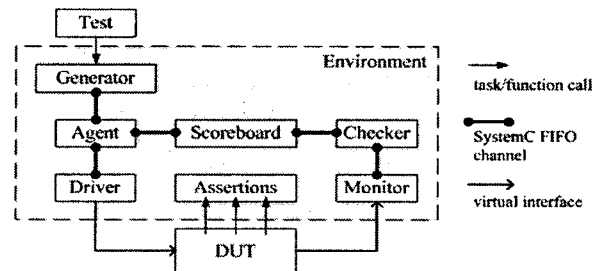 Test
Environment
Generator
task/function call
Agent
Scoreboard
Checker
SystemC FIFO
channel
Driver
Assertions
Monitor
virtual interface
DUT